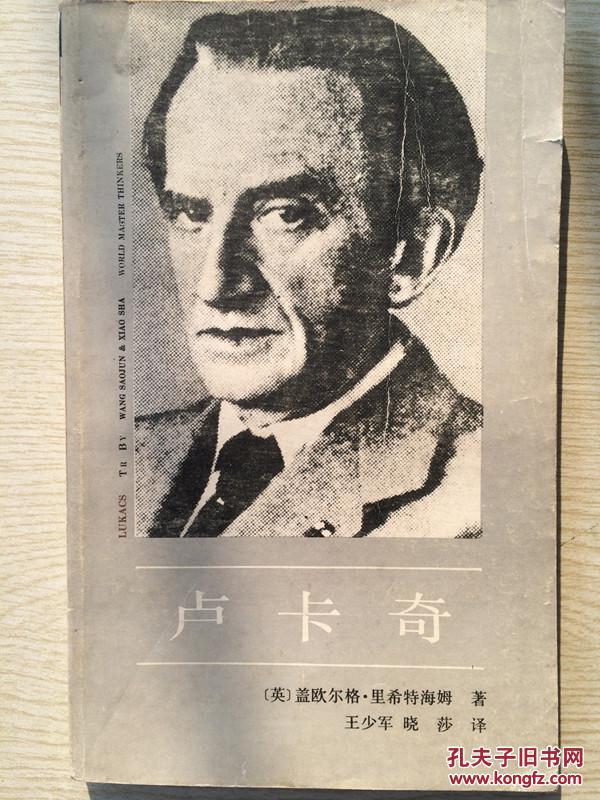 LUKACS TR BY WANG SAOJUN & XIAO SHA WORLD MASTER THINKERS
卢卡奇
〔英〕盖欧尔格·里希特海姆 著
王少军 晓莎 译
孔夫子旧书网
www.kongfz.com